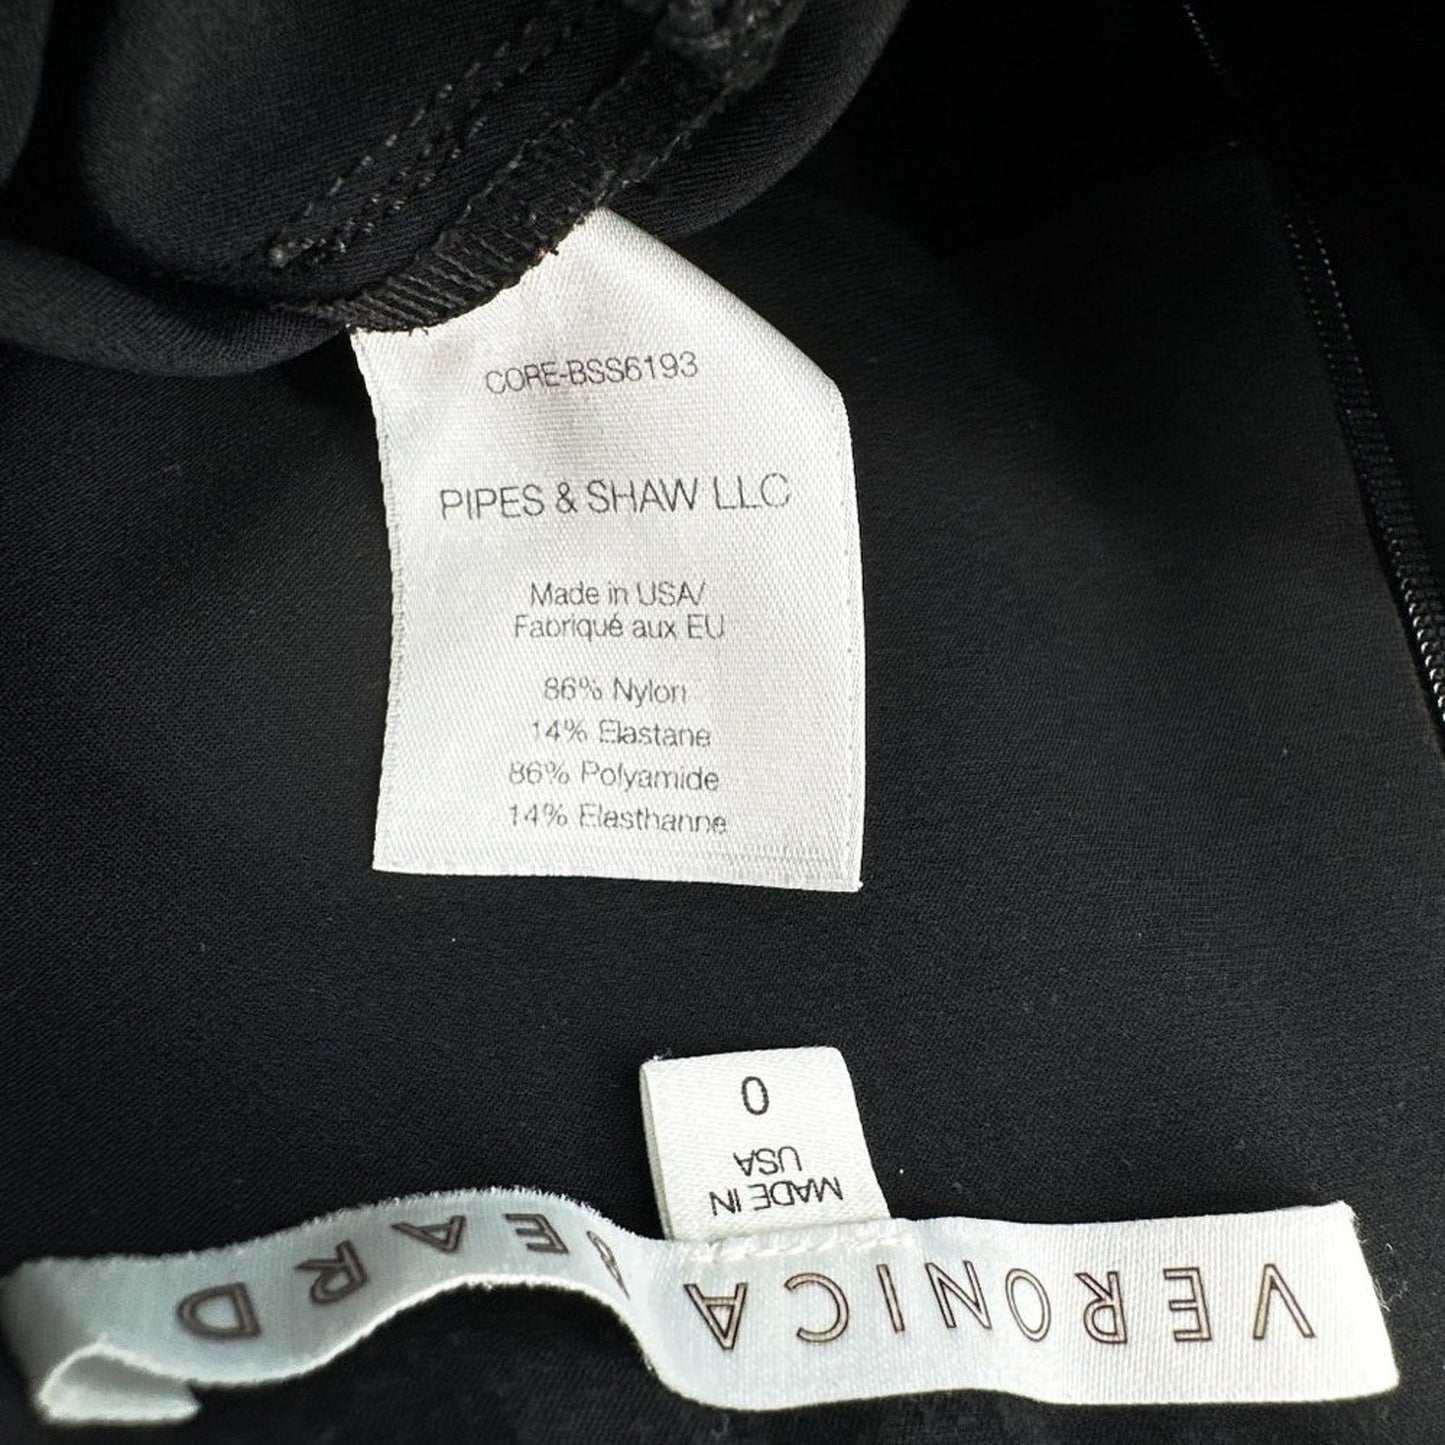 CORE-BSS6193
PIPES & SHAW LLC
Made in USA/
Fabriqué aux EU
86% Nylon
14% Elastane
86% Polyamide
14% Elasthanne
VERONICA BEARD
MADE IN
USA
0